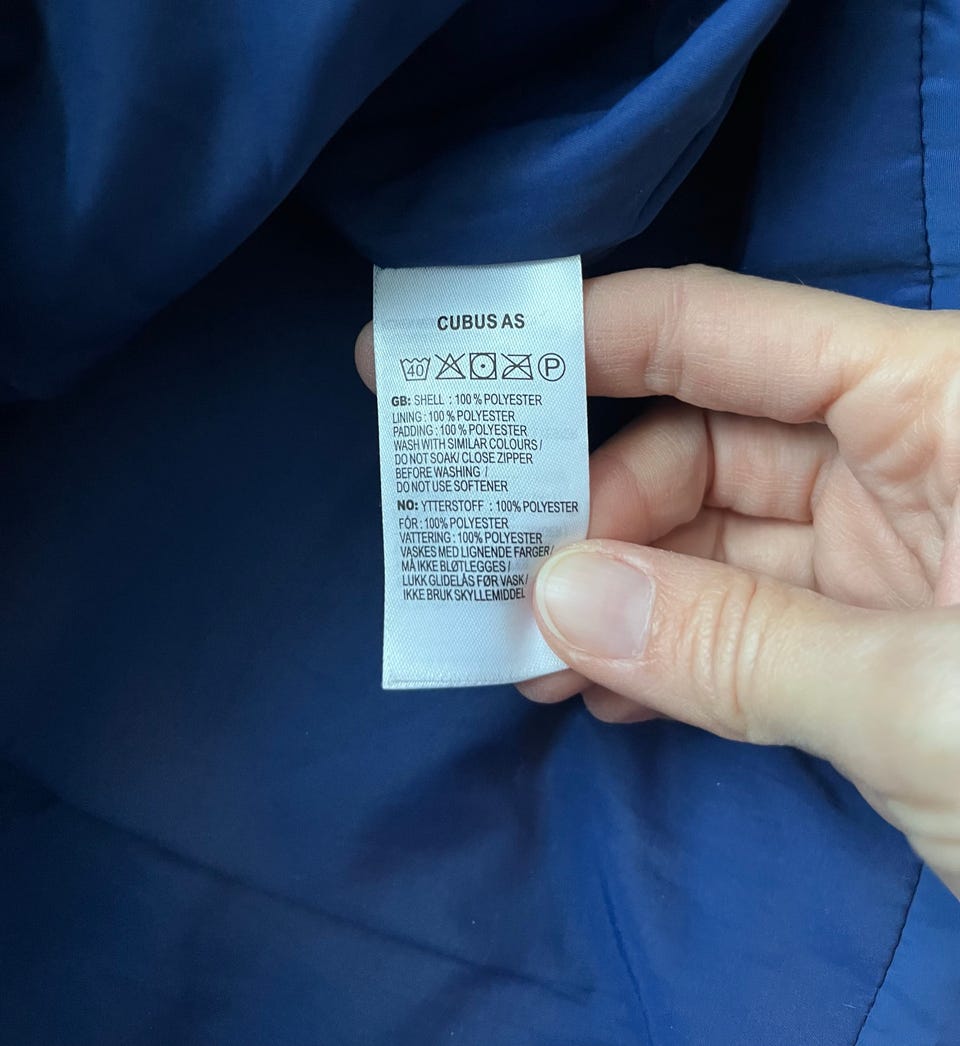 CUBUS AS
40 P
GB: SHELL : 100 % POLYESTER
LINING : 100 % POLYESTER
PADDING : 100 % POLYESTER
WASH WITH SIMILAR COLOURS /
DO NOT SOAK/ CLOSE ZIPPER
BEFORE WASHING /
DO NOT USE SOFTENER
NO: YTTERSTOFF : 100% POLYESTER
FÓR : 100% POLYESTER
VATTERING : 100% POLYESTER
VASKES MED LIGNENDE FARGER/
MÅ IKKE BLØTLEGGES /
LUKK GLIDELÅS FØR VASK /
IKKE BRUK SKYLLEMIDDEL